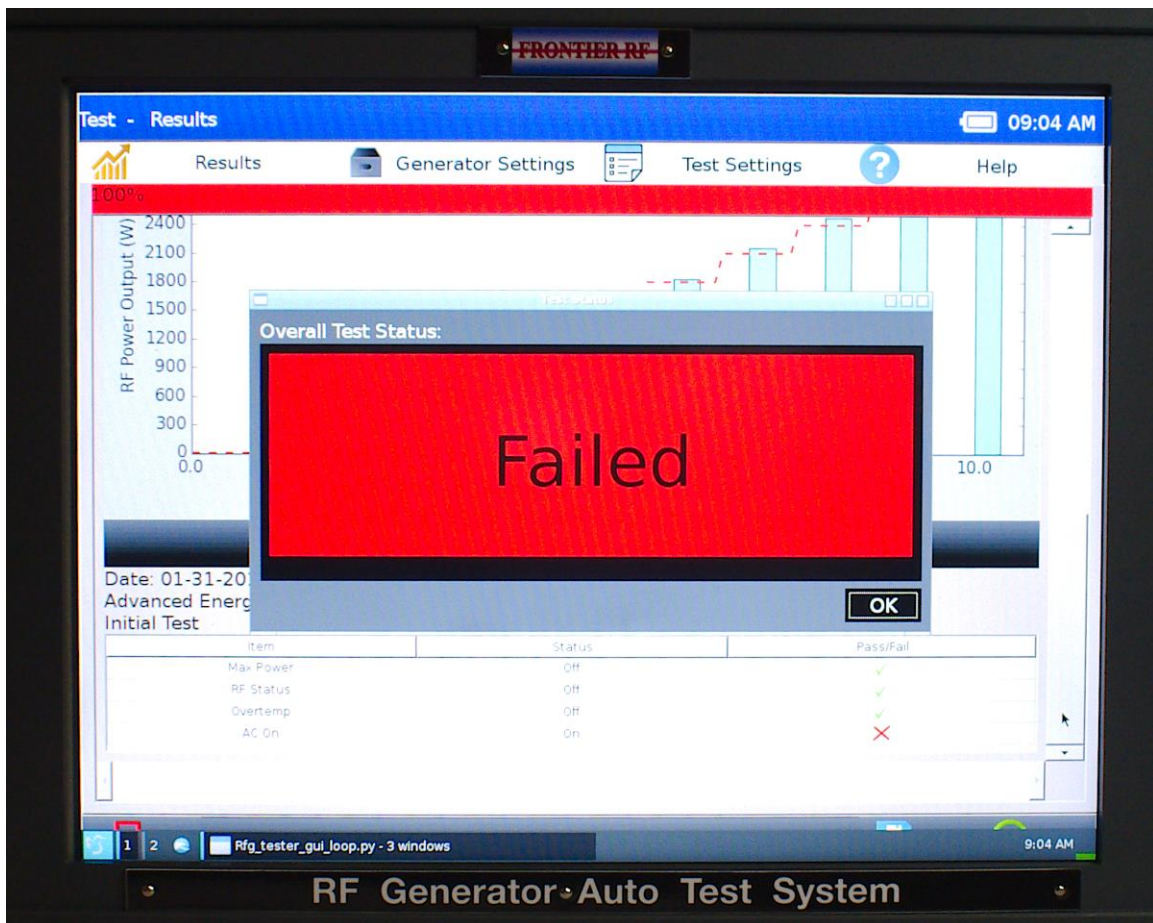 FRONTIER RF
Test - Results
09:04 AM
Results
Generator Settings
Test Settings
Help
100%
RF Power Output (W)
2400
2100
1800
1500
1200
900
600
300
0
0.0
10.0
Test Status
Overall Test Status:
Failed
OK
Date: 01-31-20
Advanced Energ
Initial Test
Item Status Pass/Fail
Max Power Off
RF Status Off
Overtemp Off
AC On On
1 2 Rfg_tester_gui_loop.py - 3 windows 9:04 AM
RF Generator Auto Test System